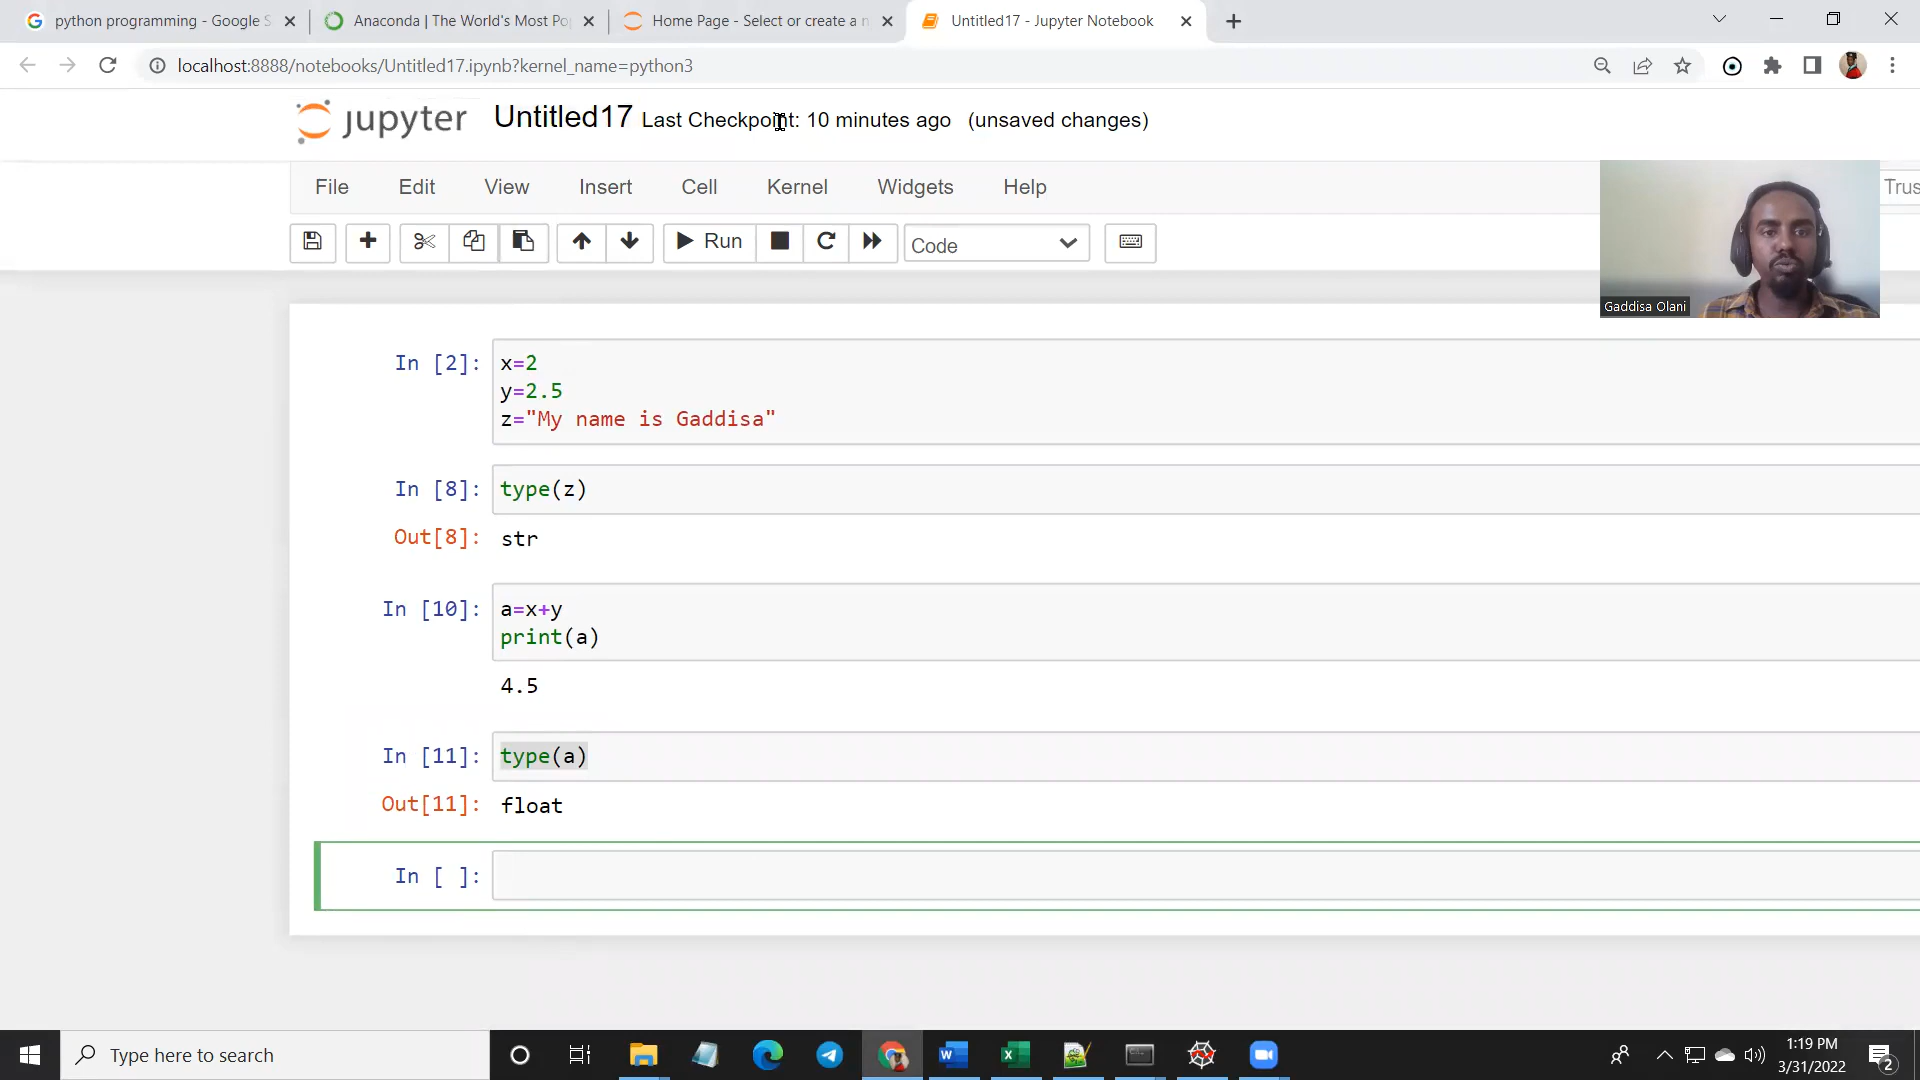 python programming - Google S
Anaconda | The World's Most Po
Home Page - Select or create a n
Untitled17 - Jupyter Notebook
localhost:8888/notebooks/Untitled17.ipynb?kernel_name=python3
jupyter Untitled17 Last Checkpoint: 10 minutes ago (unsaved changes)
File Edit View Insert Cell Kernel Widgets Help Trus
Run Code
Gaddisa Olani
In [2]: x=2
y=2.5
z="My name is Gaddisa"
In [8]: type(z)
Out[8]: str
In [10]: a=x+y
print(a)
4.5
In [11]: type(a)
Out[11]: float
In [ ]:
Type here to search
1:19 PM
3/31/2022
2